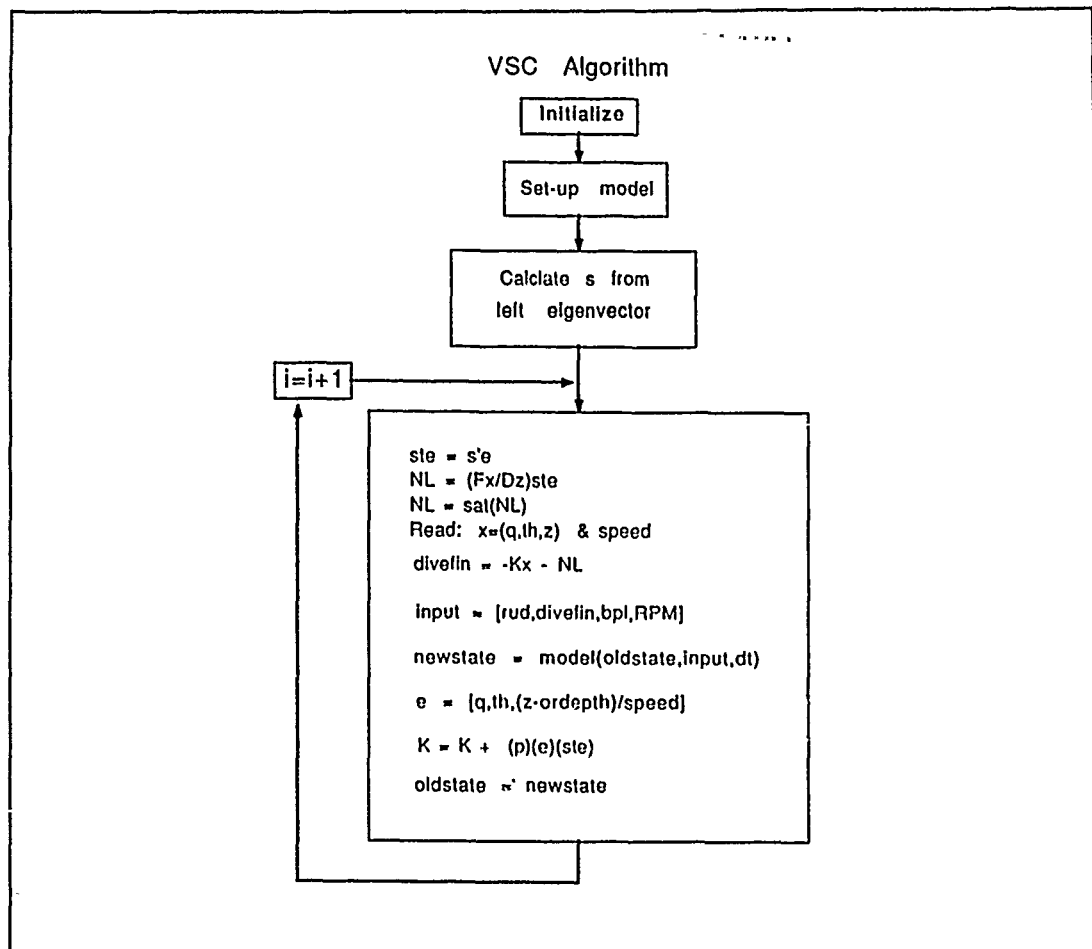 VSC Algorithm
Initialize
Set-up model
Calclate s from
left eigenvector
i=i+1
ste = s'e
NL = (Fx/Dz)ste
NL = sat(NL)
Read: x=(q,th,z) & speed
divefin = -Kx - NL
input = [rud,divefin,bpl,RPM]
newstate = model(oldstate,input,dt)
e = [q,th,(z-ordepth)/speed]
K = K + (p)(e)(ste)
oldstate = newstate